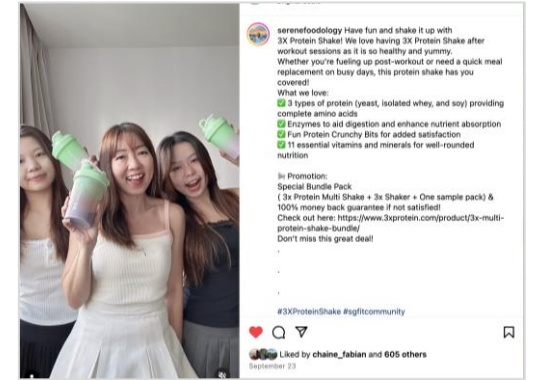 serenefoodology Have fun and shake it up with
3X Protein Shake! We love having 3X Protein Shake after
workout sessions as it is so healthy and yummy.
Whether you're fueling up post-workout or need a quick meal
replacement on busy days, this protein shake has you
covered!
What we love:
✅ 3 types of protein (yeast, isolated whey, and soy) providing
complete amino acids
✅ Enzymes to aid digestion and enhance nutrient absorption
✅ Fun Protein Crunchy Bits for added satisfaction
✅ 11 essential vitamins and minerals for well-rounded
nutrition
Promotion:
Special Bundle Pack
( 3x Protein Multi Shake + 3x Shaker + One sample pack) &
100% money back guarantee if not satisfied!
Check out here: https://www.3xprotein.com/product/3x-multi-
protein-shake-bundle/
Don't miss this great deal!
.
.
.
#3XProteinShake #sgfitcommunity
Liked by chaine_fabian and 605 others
September 23